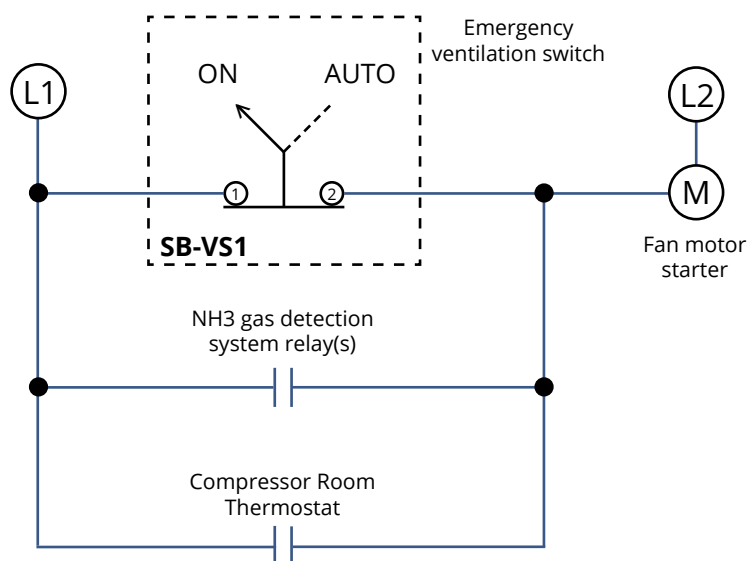 Emergency
ventilation switch
ON
AUTO
L1
L2
1
2
M
SB-VS1
Fan motor
starter
NH3 gas detection
system relay(s)
Compressor Room
Thermostat